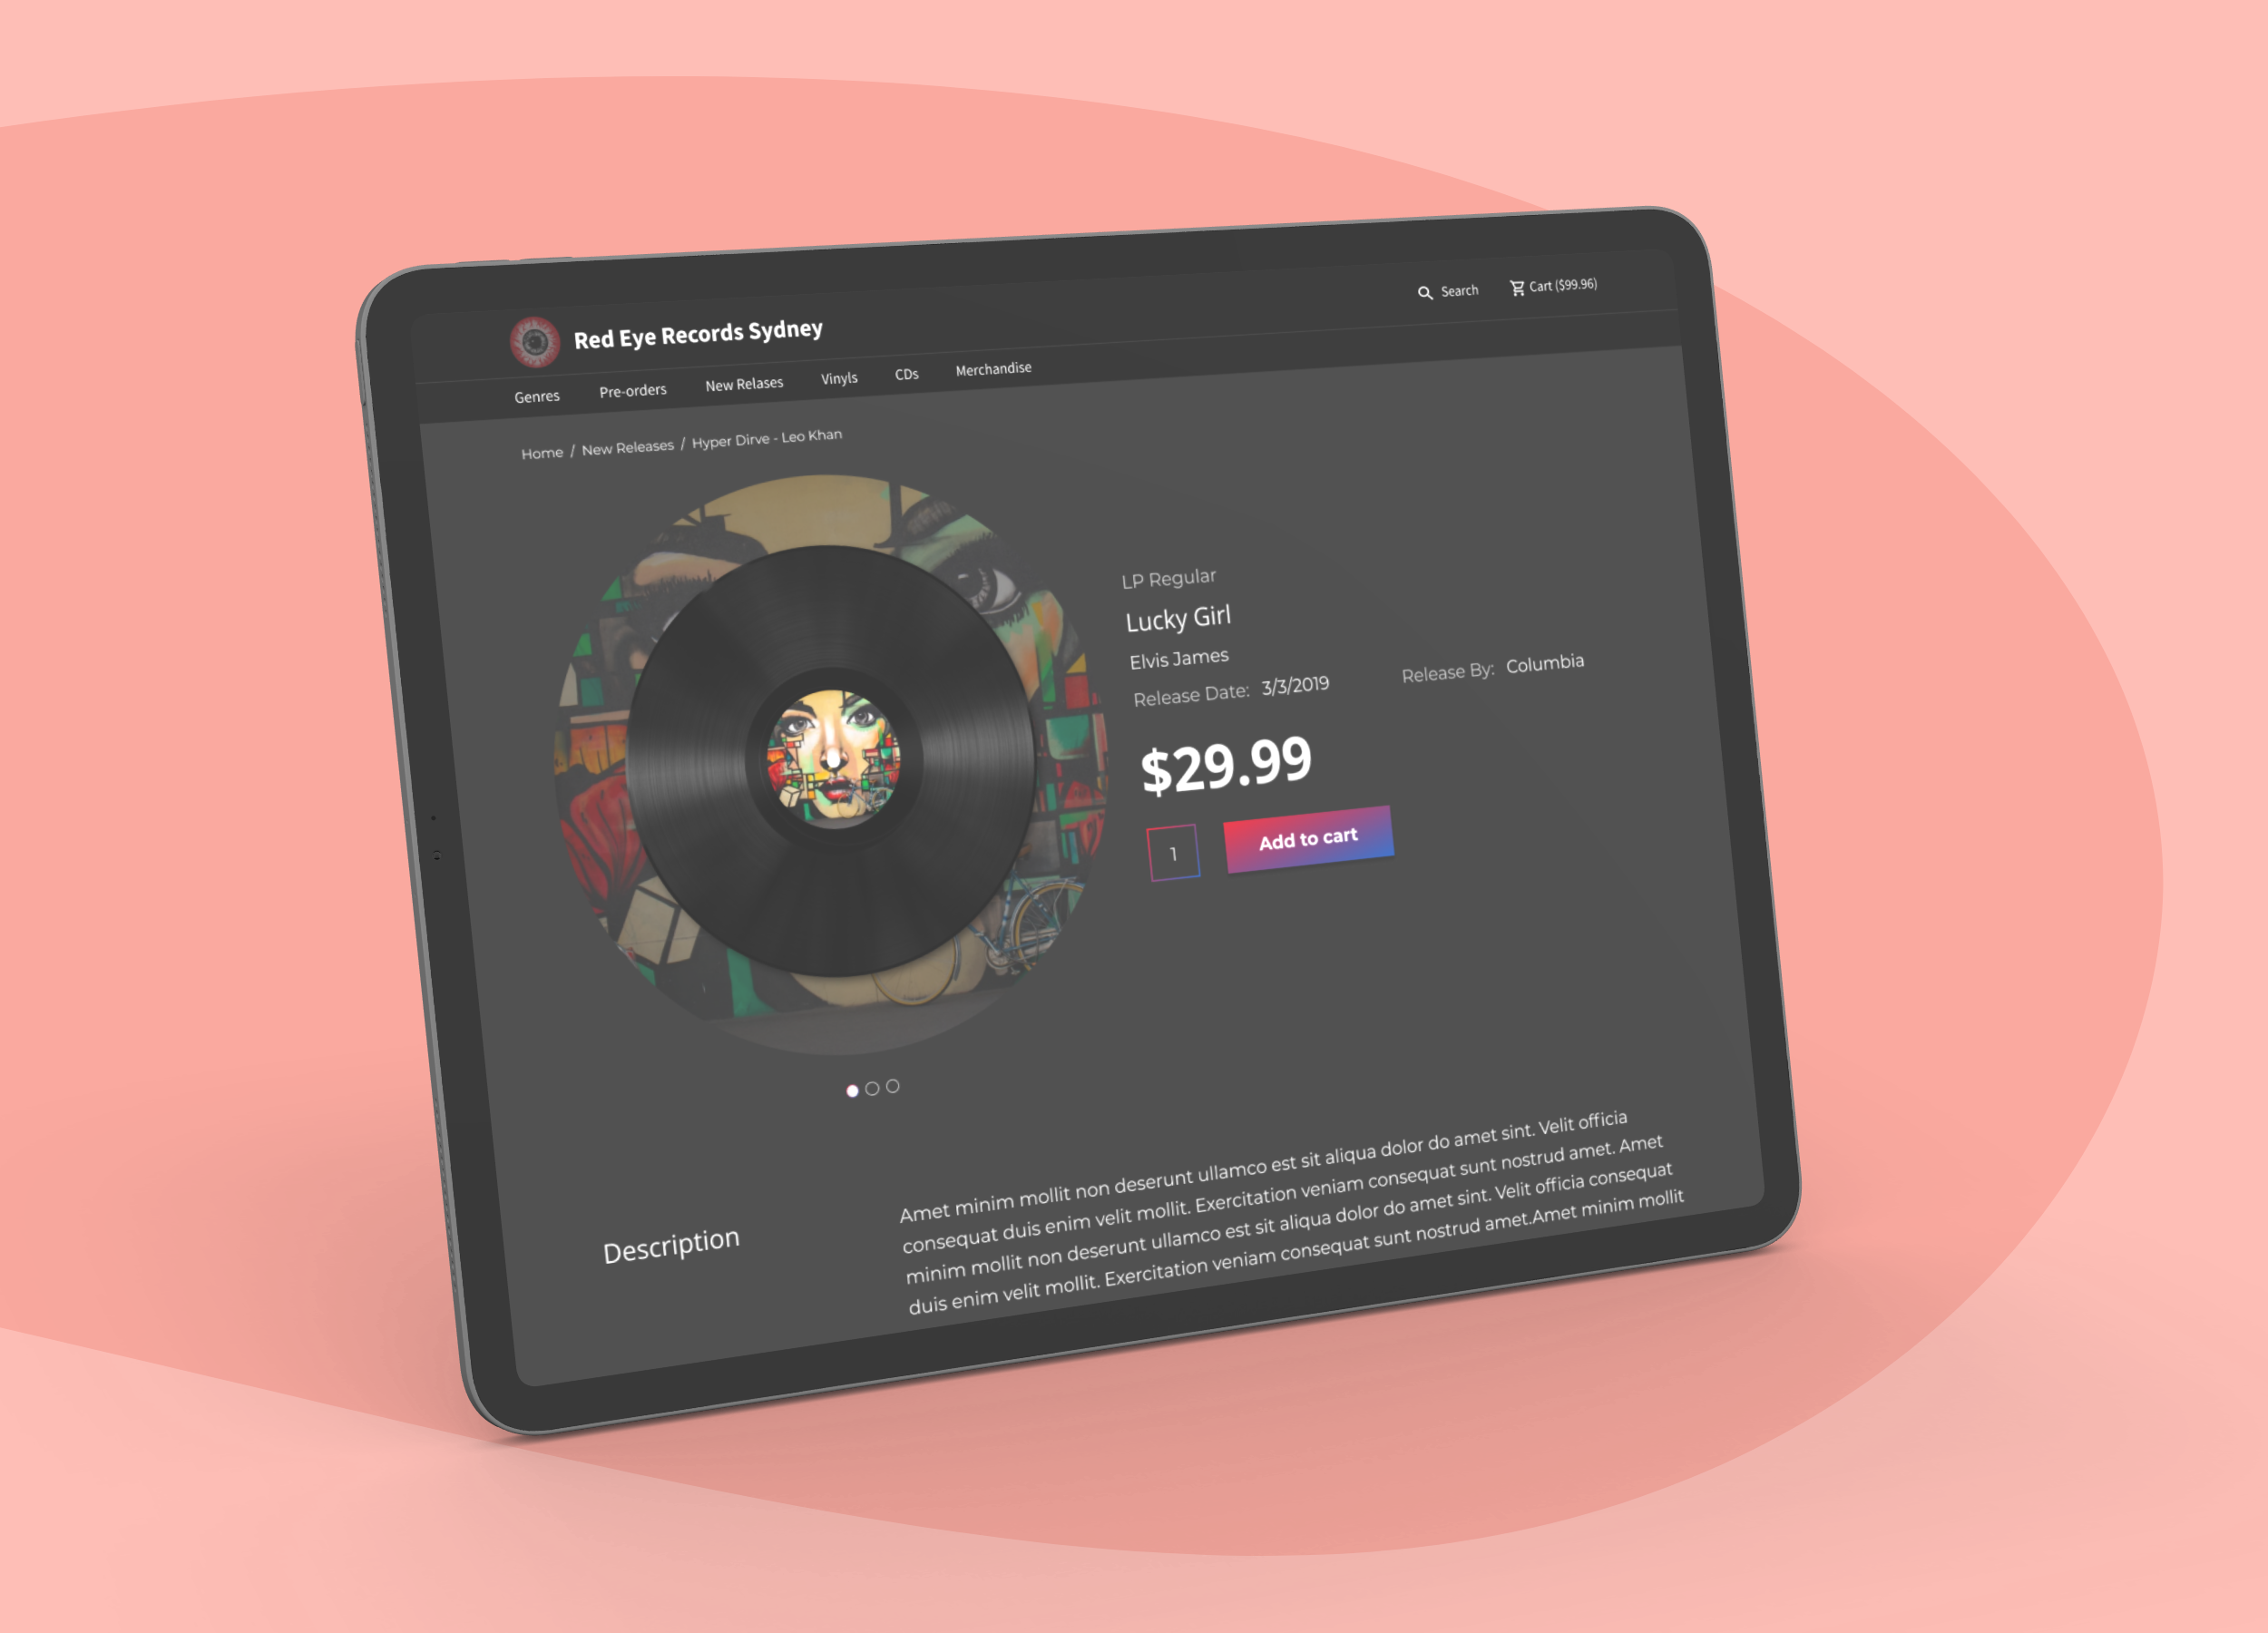 Search Cart ($99.96)
Red Eye Records Sydney
Genres Pre-orders New Relases Vinyls CDs Merchandise
Home / New Releases / Hyper Dirve - Leo Khan
LP Regular
Lucky Girl
Elvis James
Release Date: 3/3/2019 Release By: Columbia
$29.99
1 Add to cart
Description
Amet minim mollit non deserunt ullamco est sit aliqua dolor do amet sint. Velit officia
consequat duis enim velit mollit. Exercitation veniam consequat sunt nostrud amet. Amet
minim mollit non deserunt ullamco est sit aliqua dolor do amet sint. Velit officia consequat
duis enim velit mollit. Exercitation veniam consequat sunt nostrud amet.Amet minim mollit